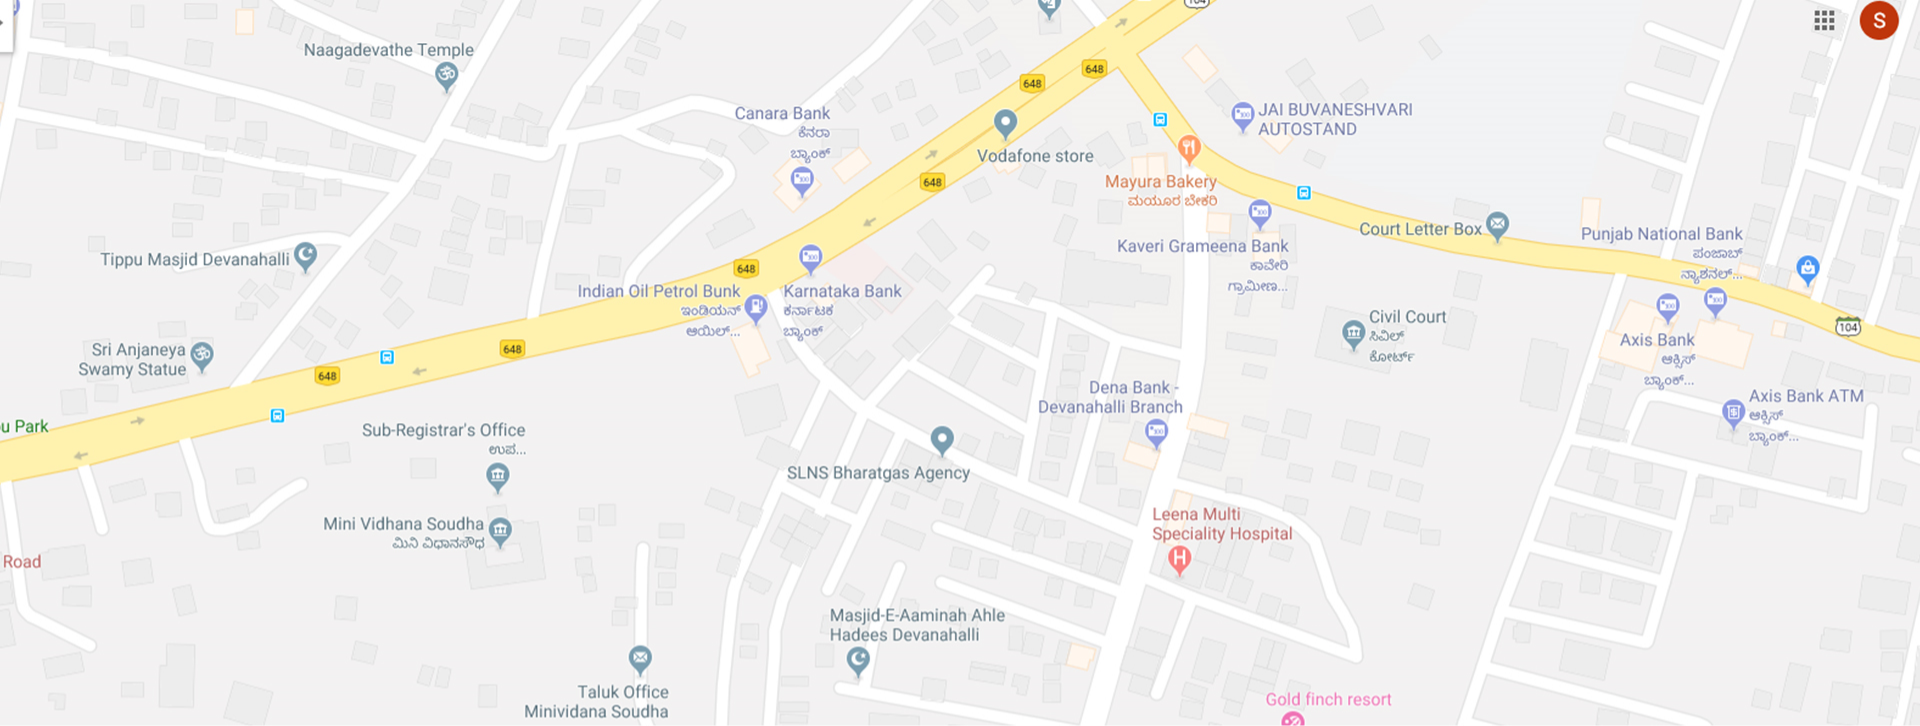 104
S
Naagadevathe Temple
648
648
Canara Bank
ಕೆನರಾ
ಬ್ಯಾಂಕ್
JAI BUVANESHVARI
AUTOSTAND
Vodafone store
648
Mayura Bakery
ಮಯೂರ ಬೇಕರಿ
Tippu Masjid Devanahalli
648
Kaveri Grameena Bank
ಕಾವೇರಿ
ಗ್ರಾಮೀಣ...
Court Letter Box
Punjab National Bank
ಪಂಜಾಬ್
ನ್ಯಾಶನಲ್...
Indian Oil Petrol Bunk
ಇಂಡಿಯನ್
ಆಯಿಲ್...
Karnataka Bank
ಕರ್ನಾಟಕ
ಬ್ಯಾಂಕ್
Civil Court
ಸಿವಿಲ್
ಕೋರ್ಟ್
104
Axis Bank
ಆಕ್ಸಿಸ್
ಬ್ಯಾಂಕ್...
Sri Anjaneya
Swamy Statue
648
648
Dena Bank -
Devanahalli Branch
Axis Bank ATM
ಆಕ್ಸಿಸ್
ಬ್ಯಾಂಕ್...
u Park
Sub-Registrar's Office
ಉಪ...
SLNS Bharatgas Agency
Mini Vidhana Soudha
ಮಿನಿ ವಿಧಾನಸೌಧ
Leena Multi
Speciality Hospital
H
Road
Masjid-E-Aaminah Ahle
Hadees Devanahalli
Taluk Office
Minividana Soudha
Gold finch resort